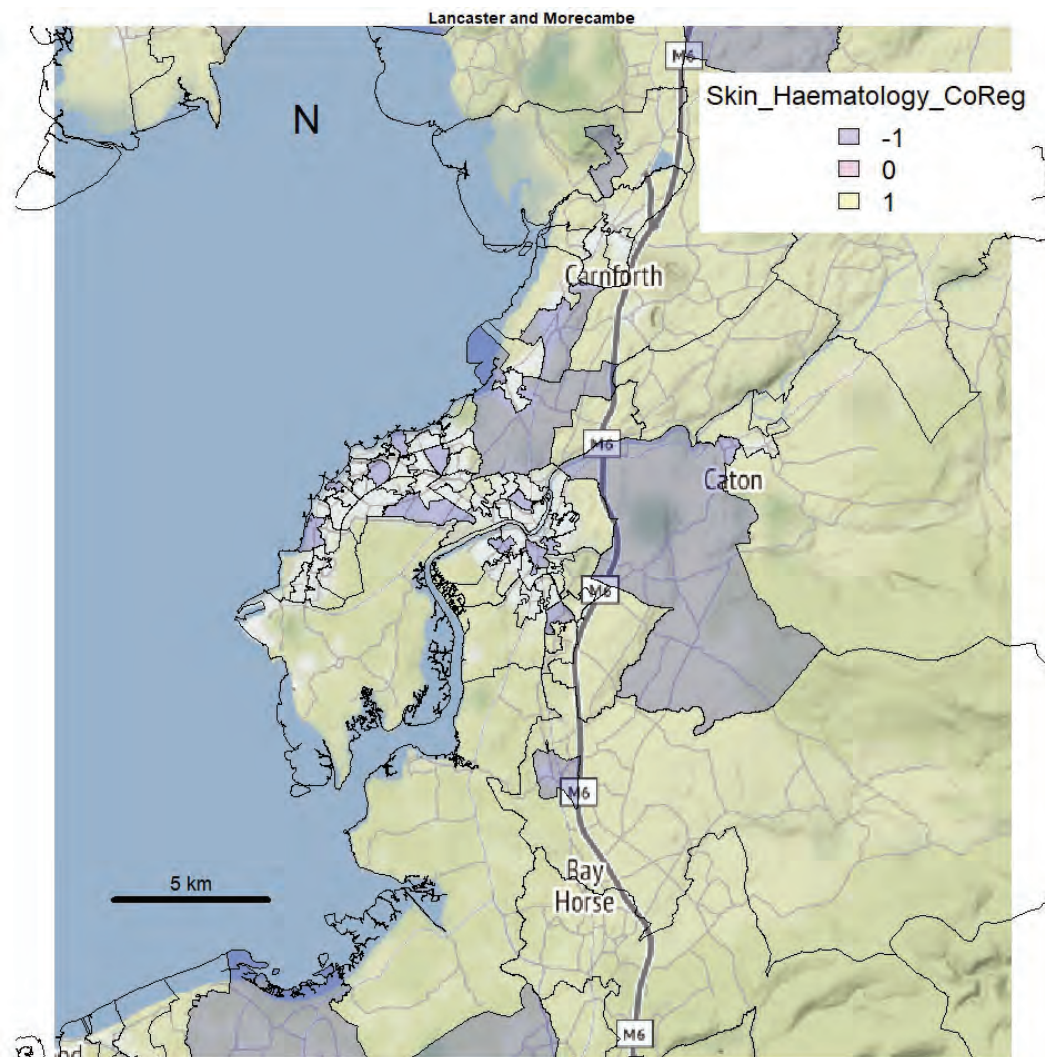 Lancaster and Morecambe
M6
N
Skin_Haematology_CoReg
-1
0
1
Carnforth
M6
Caton
M6
M6
5 km
Bay
Horse
M6